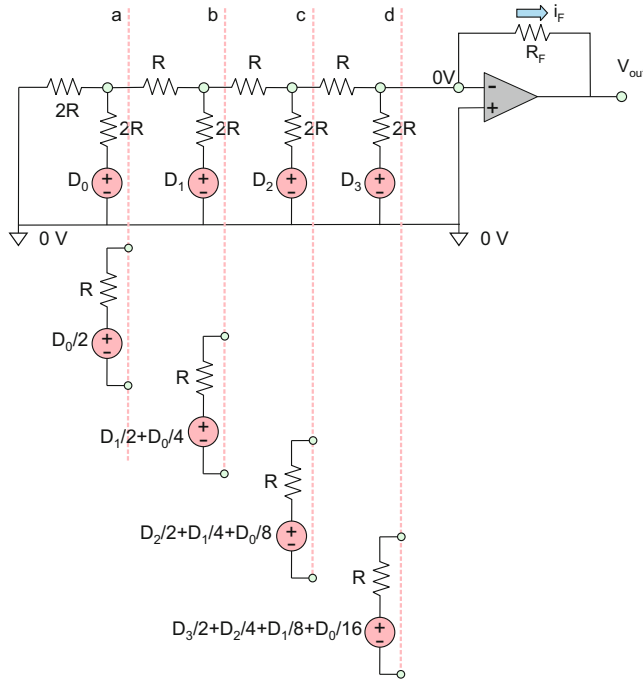 a b c d
i_F
R R R R_F
0V
V_out
2R 2R 2R 2R 2R
- +
D_0 D_1 D_2 D_3
+ - + - + - + -
0 V 0 V
R
D_0/2
+ -
R
D_1/2+D_0/4
+ -
R
D_2/2+D_1/4+D_0/8
+ -
R
D_3/2+D_2/4+D_1/8+D_0/16
+ -